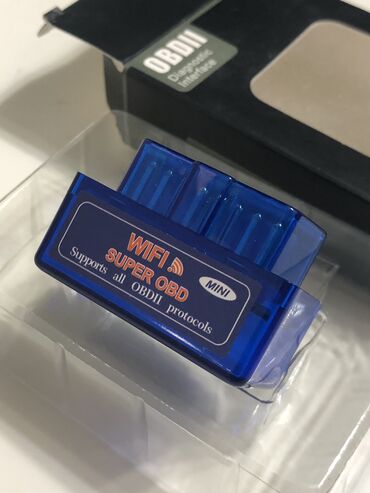 OBDII
Diagnostic
Interface
WIFI
SUPER OBD
MINI
Supports all OBDII protocols